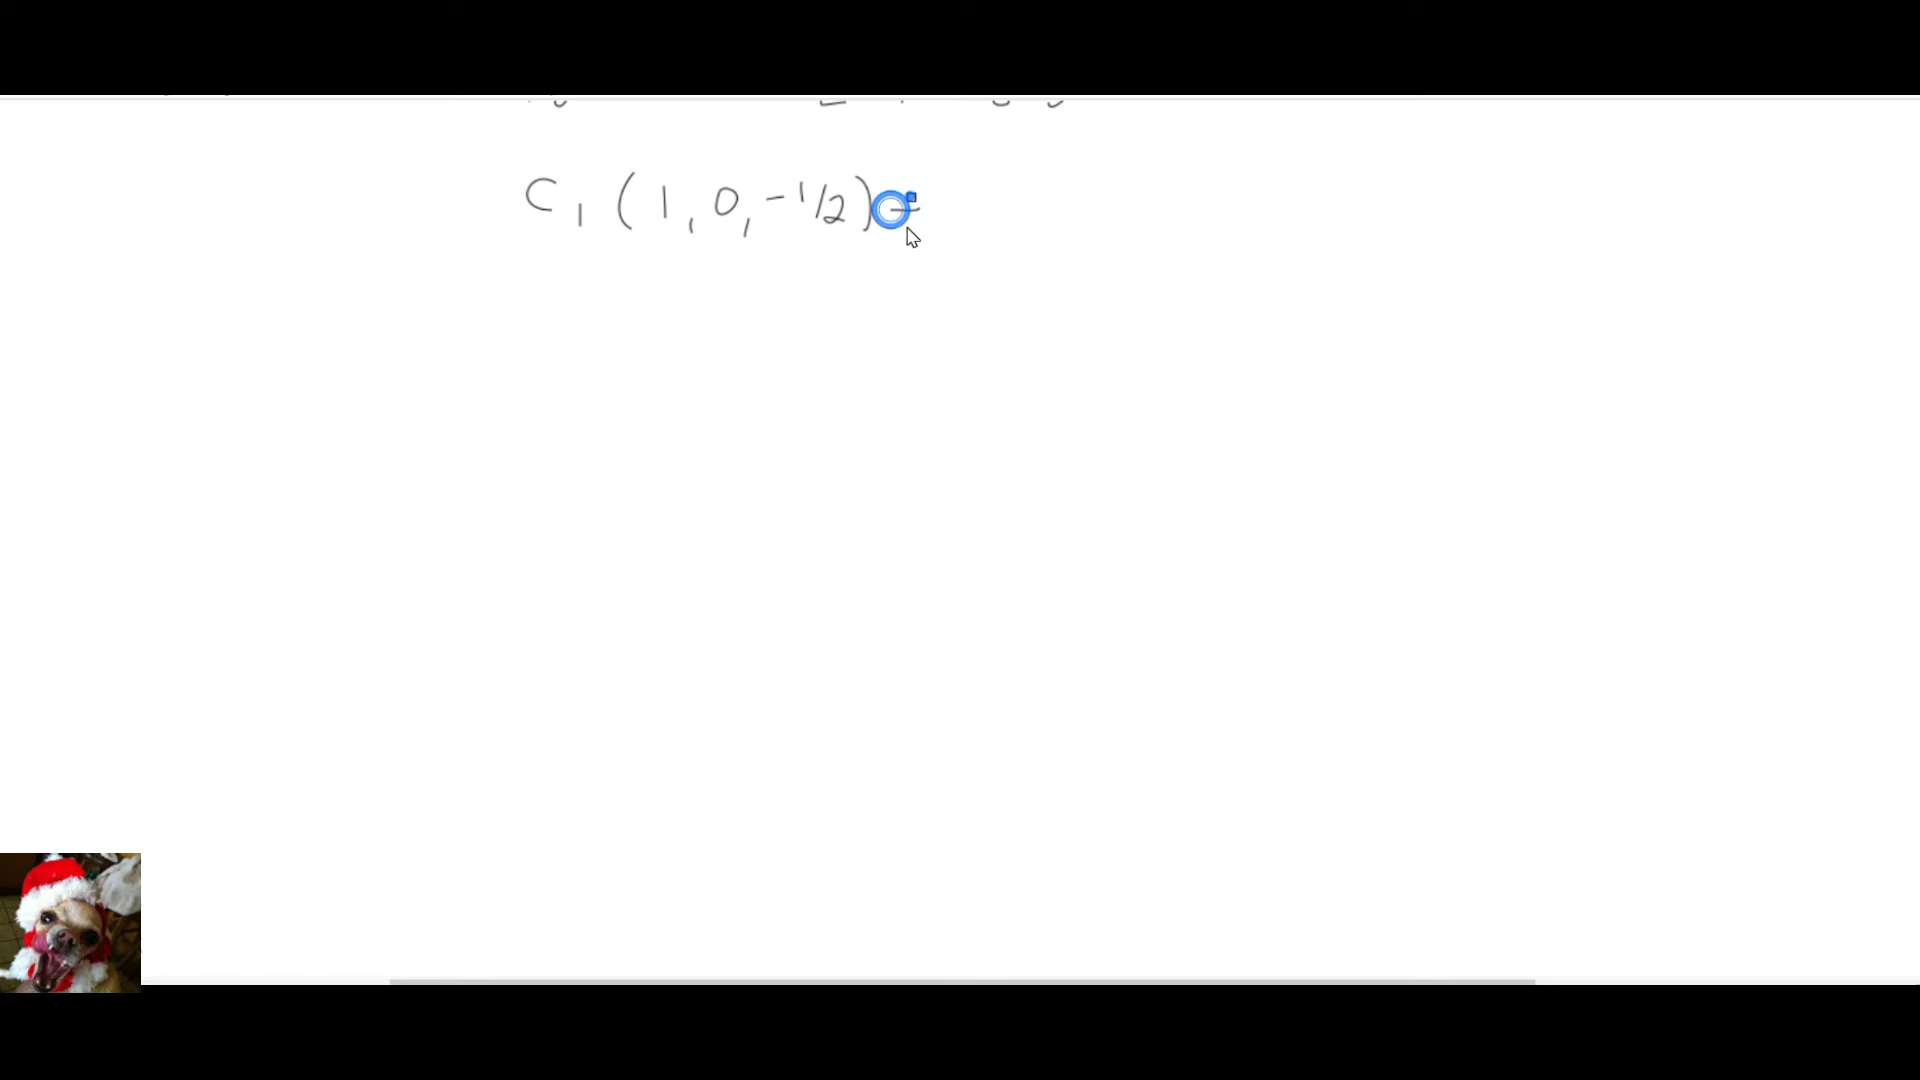 C₁ (1, 0, -1/2)